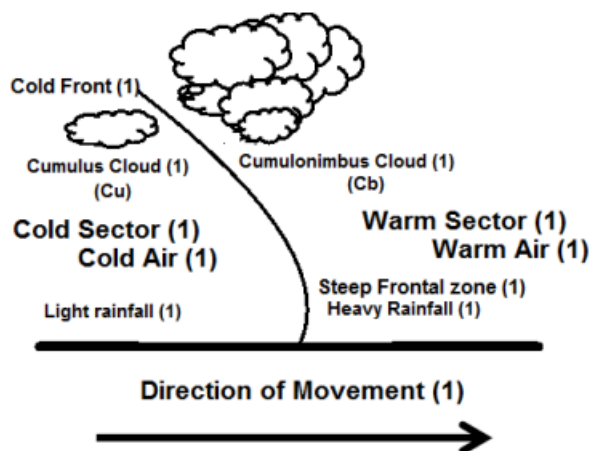 Cold Front (1)
Cumulus Cloud (1)
(Cu)
Cumulonimbus Cloud (1)
(Cb)
Cold Sector (1)
Cold Air (1)
Warm Sector (1)
Warm Air (1)
Steep Frontal zone (1)
Heavy Rainfall (1)
Light rainfall (1)
Direction of Movement (1)